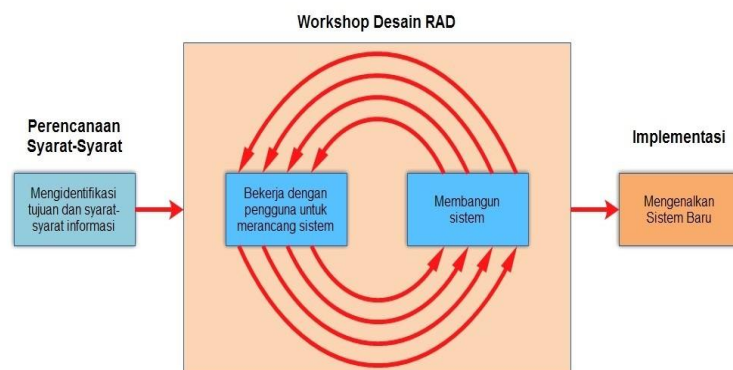 Workshop Desain RAD
Perencanaan
Syarat-Syarat
Mengidentifikasi
tujuan dan syarat-
syarat informasi
Bekerja dengan
pengguna untuk
merancang sistem
Membangun
sistem
Implementasi
Mengenalkan
Sistem Baru